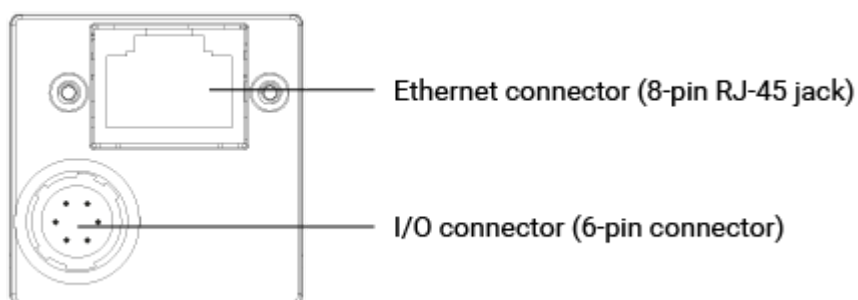 Ethernet connector (8-pin RJ-45 jack)
I/O connector (6-pin connector)